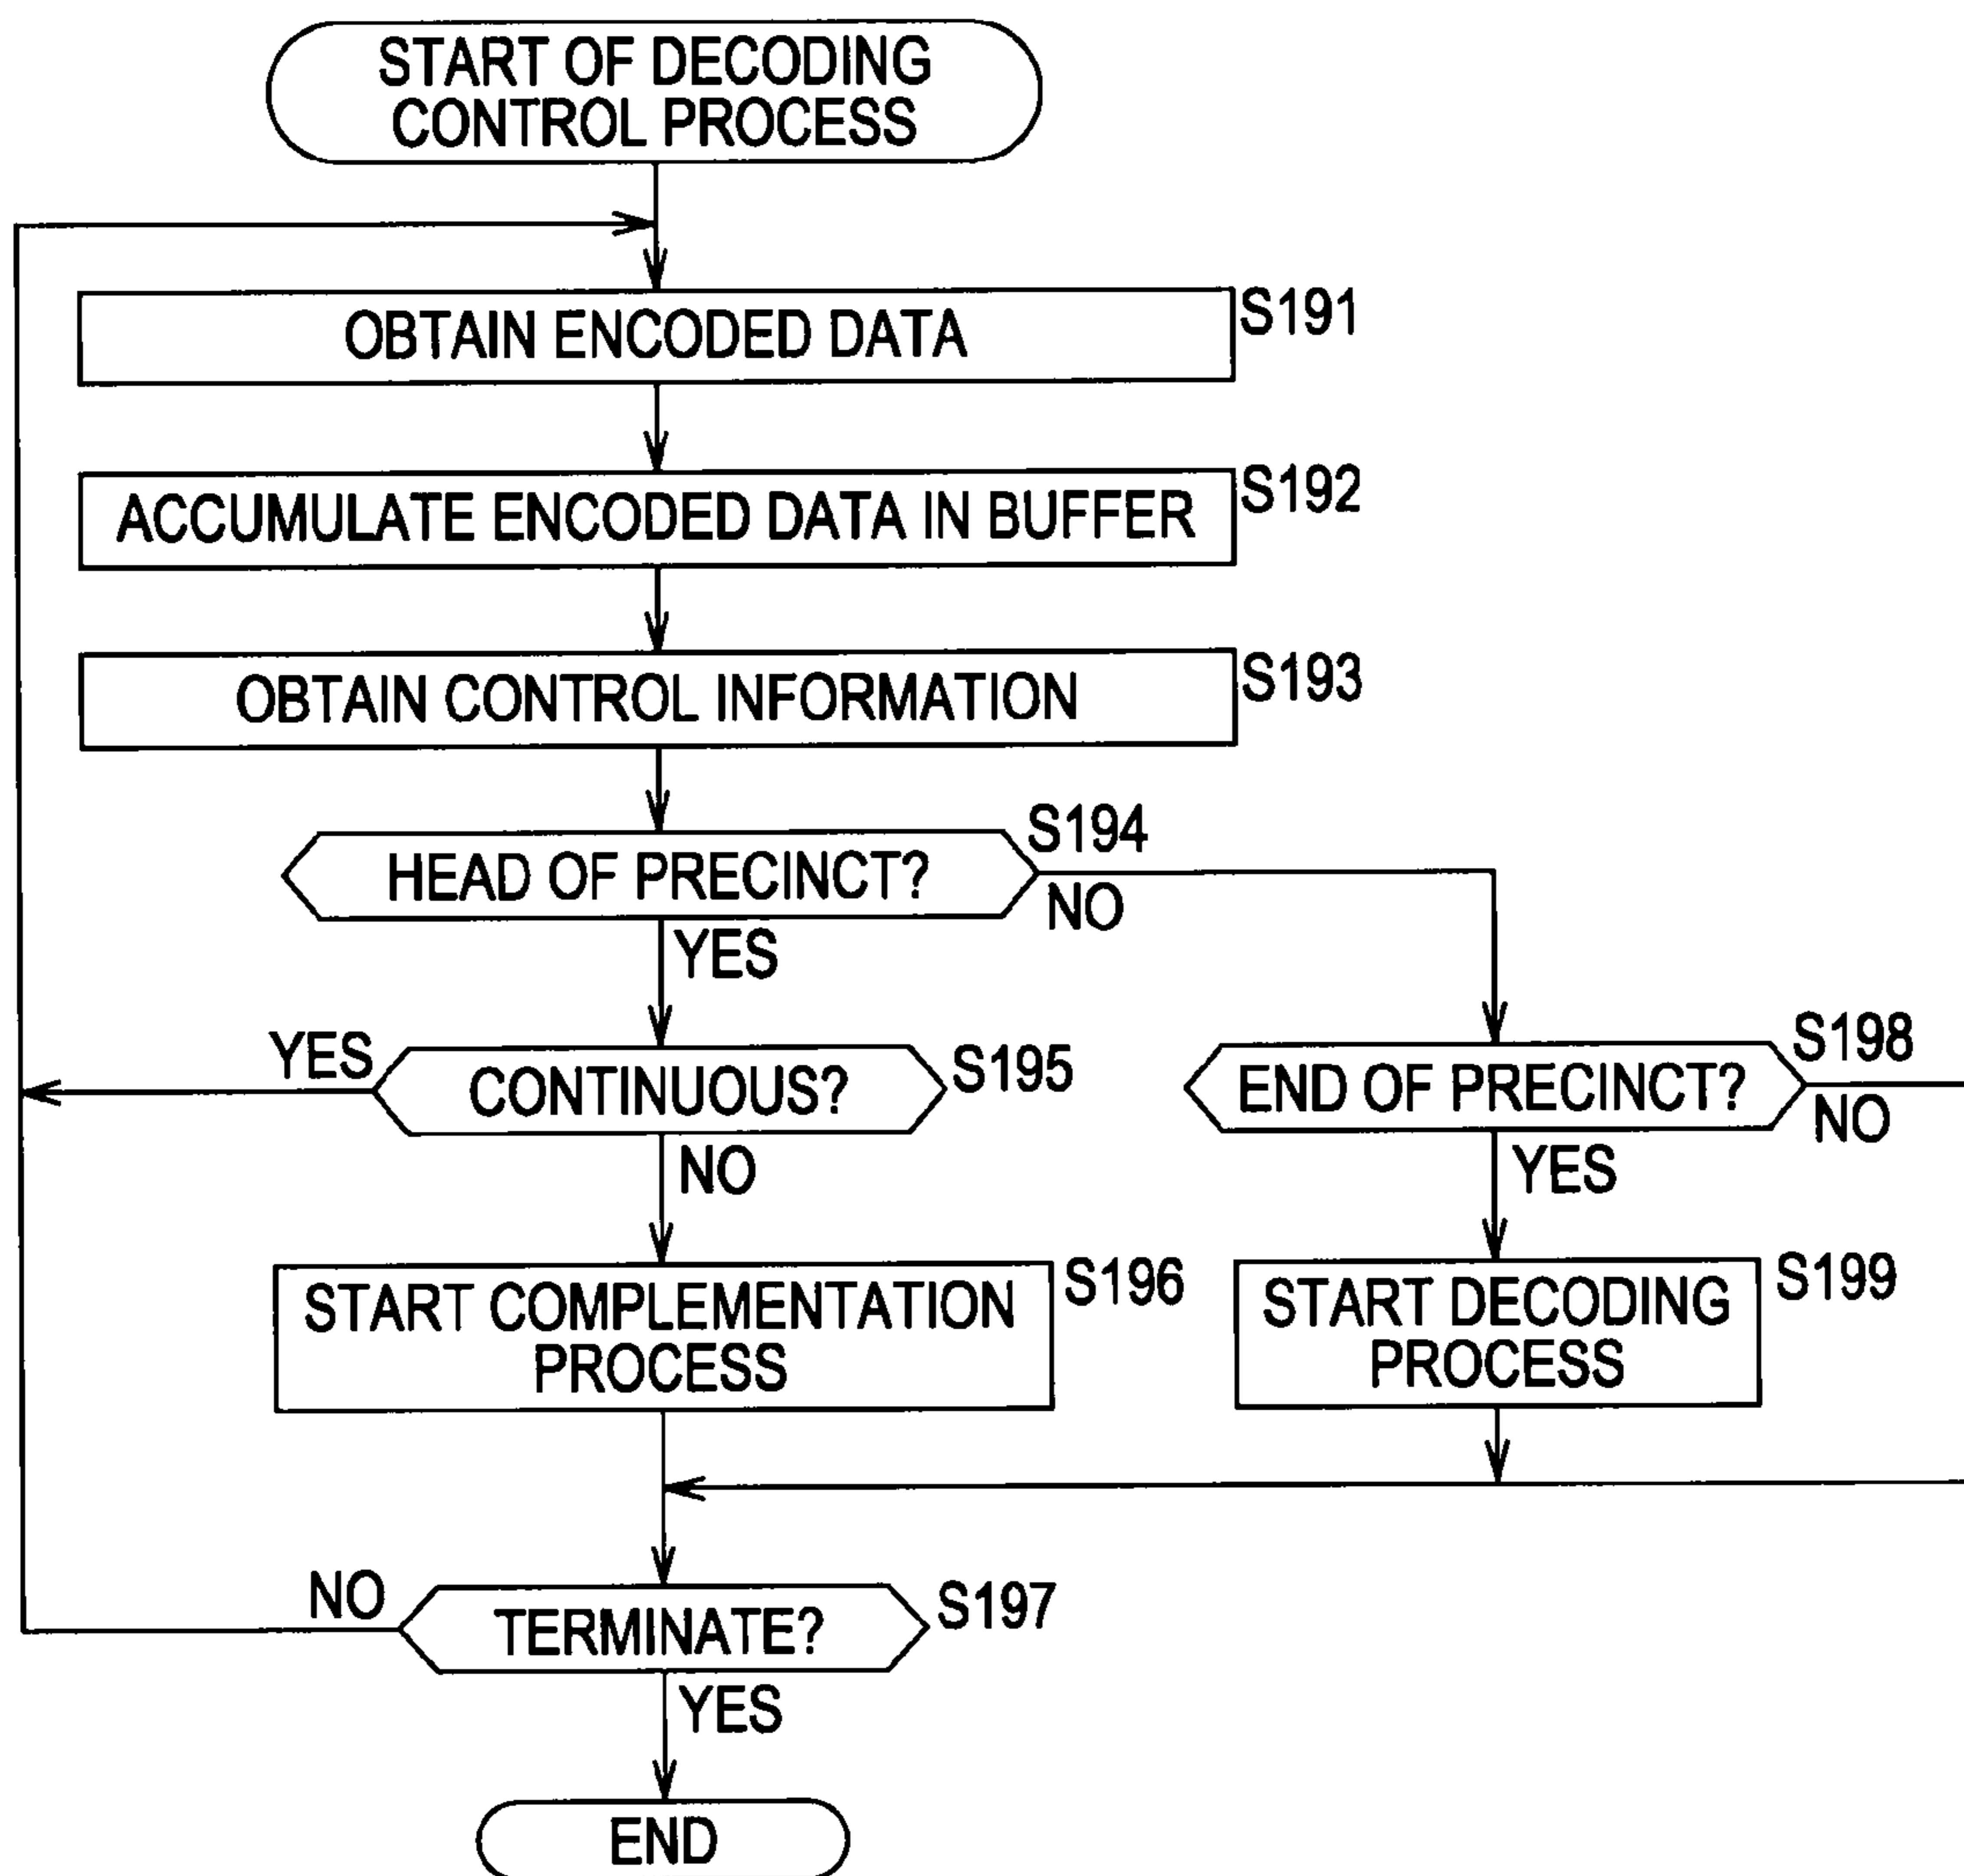 START OF DECODING
CONTROL PROCESS
OBTAIN ENCODED DATA
S191
ACCUMULATE ENCODED DATA IN BUFFER
S192
OBTAIN CONTROL INFORMATION
S193
HEAD OF PRECINCT?
S194
NO
YES
YES
CONTINUOUS?
S195
NO
END OF PRECINCT?
S198
NO
YES
START COMPLEMENTATION
PROCESS
S196
START DECODING
PROCESS
S199
NO
TERMINATE?
S197
YES
END